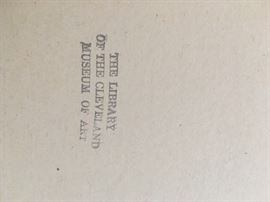 THE LIBRARY
OF THE CLEVELAND
MUSEUM OF ART